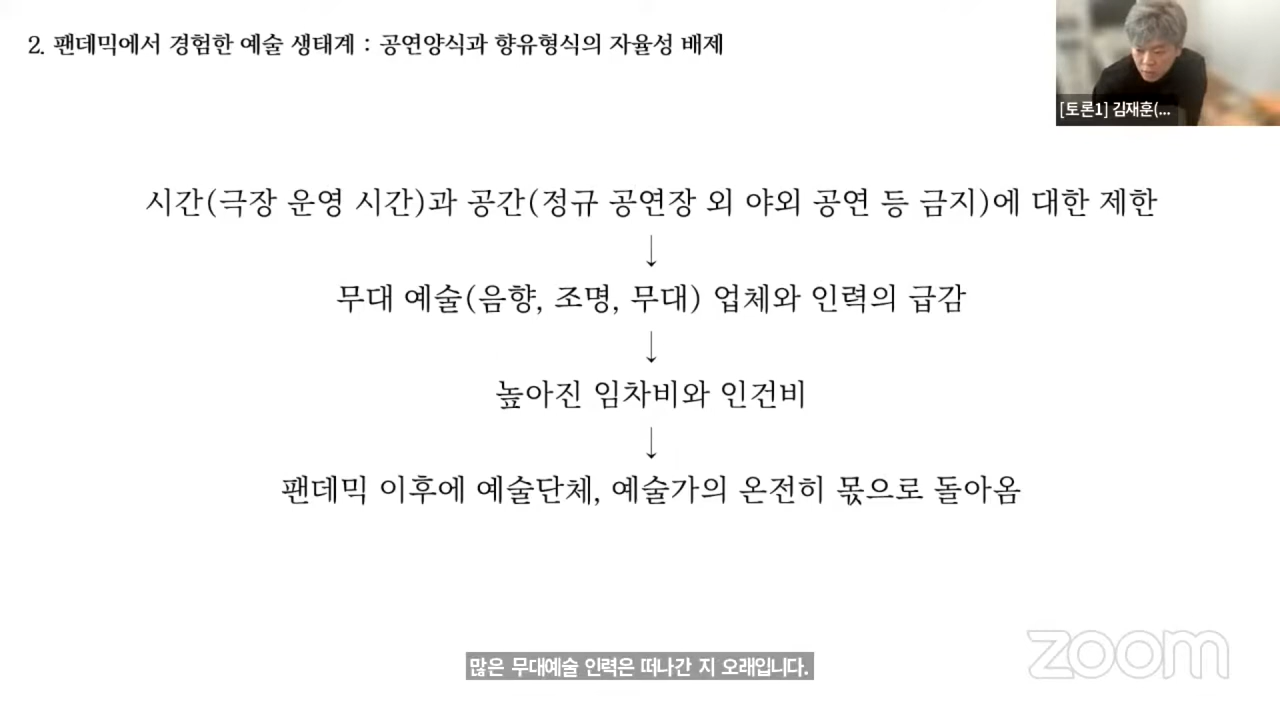 2. 팬데믹에서 경험한 예술 생태계 : 공연양식과 향유형식의 자율성 배제
[토론1] 김재훈(...
시간(극장 운영 시간)과 공간(정규 공연장 외 야외 공연 등 금지)에 대한 제한
↓
무대 예술(음향, 조명, 무대) 업체와 인력의 급감
↓
높아진 임차비와 인건비
↓
팬데믹 이후에 예술단체, 예술가의 온전히 몫으로 돌아옴
많은 무대예술 인력은 떠나간 지 오래입니다.
zoom